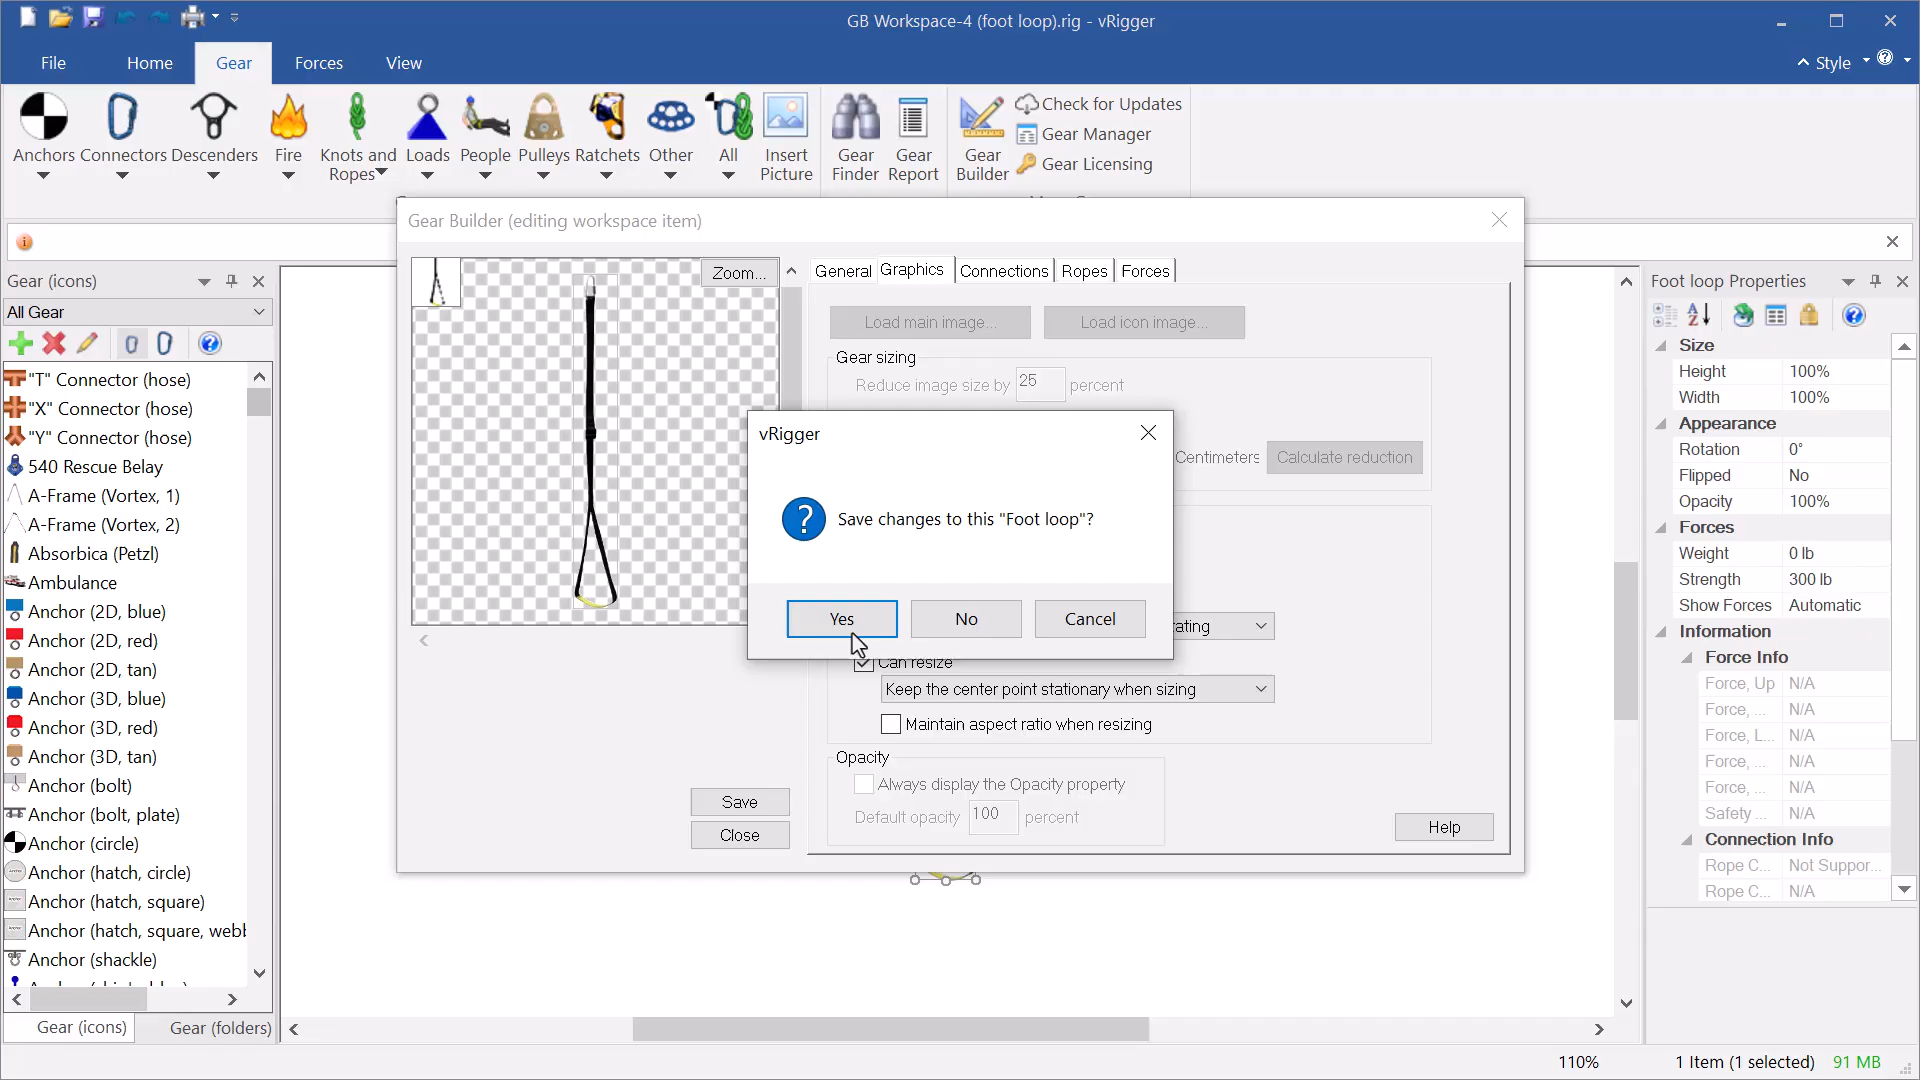 GB Workspace-4 (foot loop).rig - vRigger
File Home Gear Forces View
Style
Anchors Connectors Descenders Fire Knots and Ropes Loads People Pulleys Ratchets Other All Insert Picture Gear Finder Gear Report Gear Builder
Check for Updates
Gear Manager
Gear Licensing
Gear Builder (editing workspace item)
Gear (icons)
All Gear
"T" Connector (hose)
"X" Connector (hose)
"Y" Connector (hose)
540 Rescue Belay
A-Frame (Vortex, 1)
A-Frame (Vortex, 2)
Absorbica (Petzl)
Ambulance
Anchor (2D, blue)
Anchor (2D, red)
Anchor (2D, tan)
Anchor (3D, blue)
Anchor (3D, red)
Anchor (3D, tan)
Anchor (bolt)
Anchor (bolt, plate)
Anchor (circle)
Anchor (hatch, circle)
Anchor (hatch, square)
Anchor (hatch, square, webb
Anchor (shackle)
Gear (icons) Gear (folders)
Zoom...
General Graphics Connections Ropes Forces
Load main image... Load icon image...
Gear sizing
Reduce image size by 25 percent
Centimeters Calculate reduction
vRigger
Save changes to this "Foot loop"?
Yes No Cancel
ating
Can resize
Keep the center point stationary when sizing
Maintain aspect ratio when resizing
Opacity
Always display the Opacity property
Default opacity 100 percent
Save
Close
Help
Foot loop Properties
Size
Height 100%
Width 100%
Appearance
Rotation 0°
Flipped No
Opacity 100%
Forces
Weight 0 lb
Strength 300 lb
Show Forces Automatic
Information
Force Info
Force, Up N/A
Force, ... N/A
Force, L... N/A
Force, ... N/A
Force, ... N/A
Safety ... N/A
Connection Info
Rope C... Not Suppor...
Rope C... N/A
110% 1 Item (1 selected) 91 MB